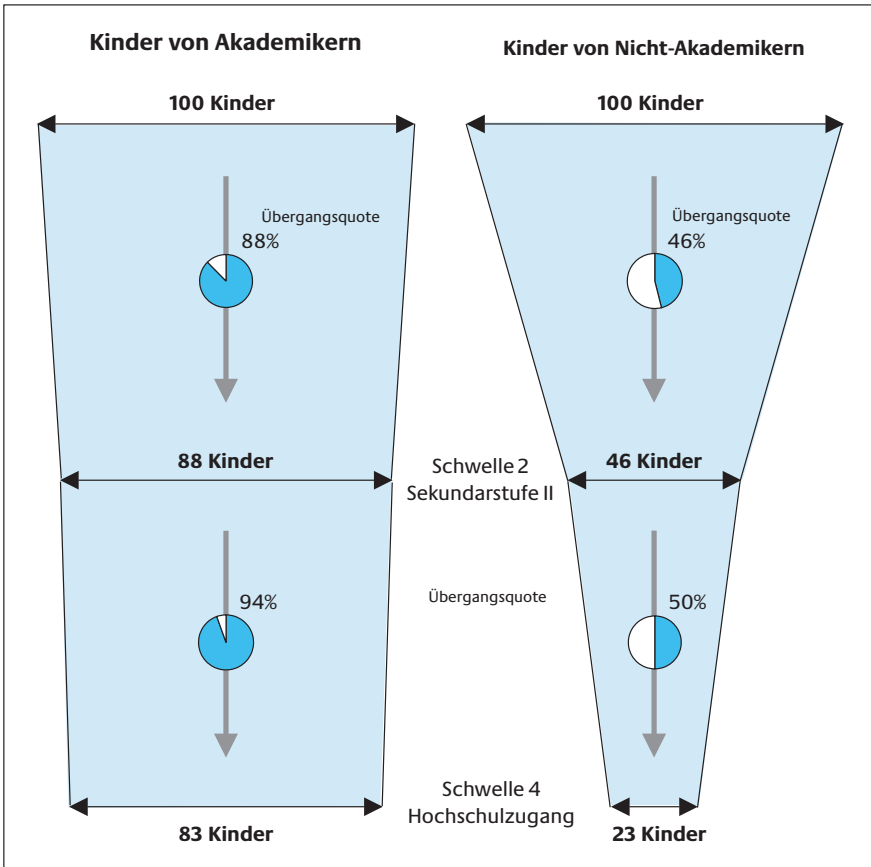 Kinder von Akademikern
Kinder von Nicht-Akademikern
100 Kinder
100 Kinder
Übergangsquote
88%
Übergangsquote
46%
88 Kinder
Schwelle 2
Sekundarstufe II
46 Kinder
94%
Übergangsquote
50%
Schwelle 4
Hochschulzugang
83 Kinder
23 Kinder